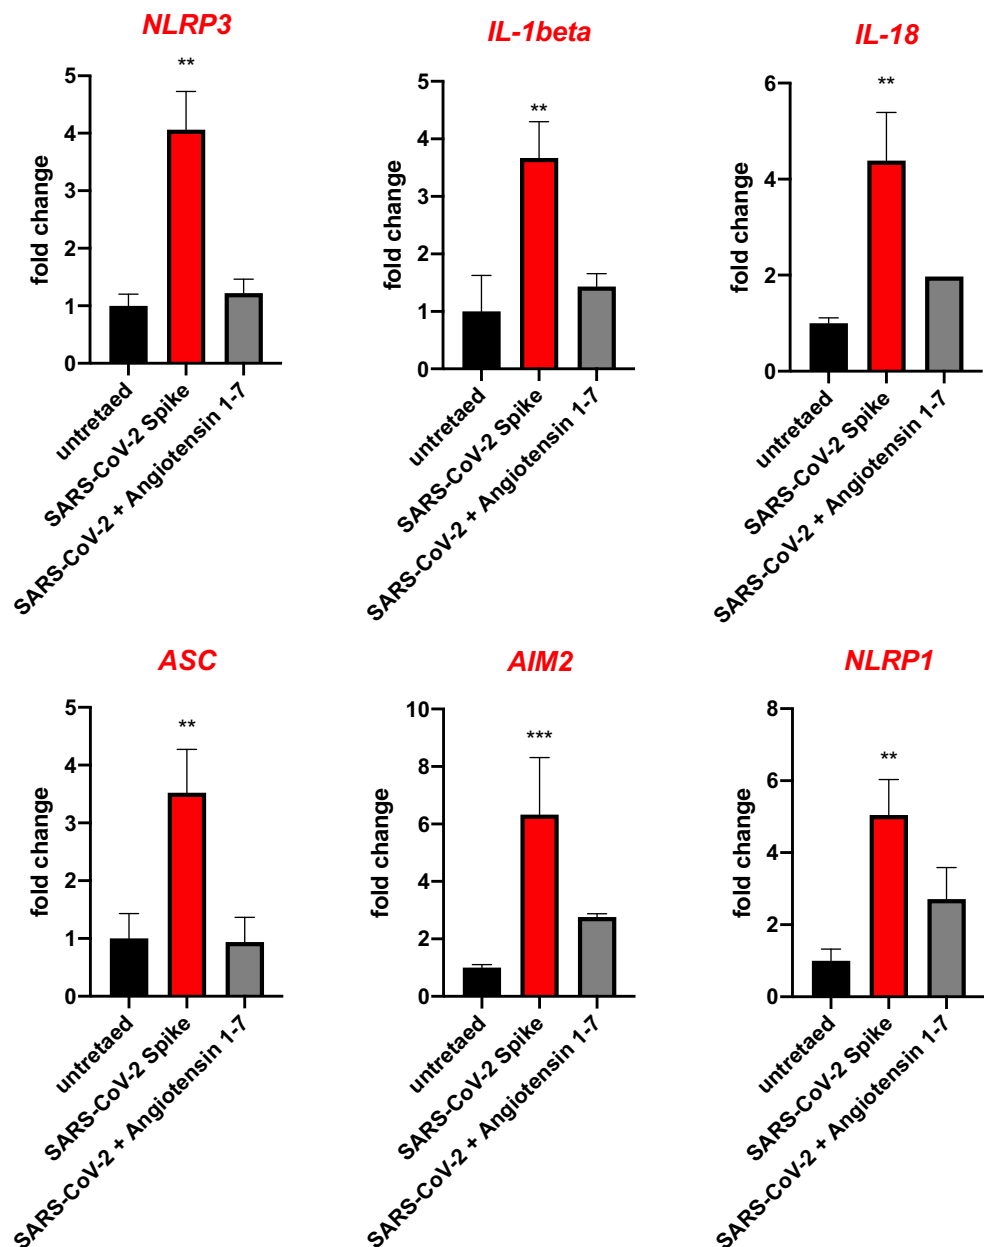 NLRP3
**
fold change
5
4
3
2
1
0
untretaed
SARS-CoV-2 Spike
SARS-CoV-2 + Angiotensin 1-7
IL-1beta
**
fold change
5
4
3
2
1
0
untretaed
SARS-CoV-2 Spike
SARS-CoV-2 + Angiotensin 1-7
IL-18
**
fold change
6
4
2
0
untretaed
SARS-CoV-2 Spike
SARS-CoV-2 + Angiotensin 1-7
ASC
**
fold change
5
4
3
2
1
0
untretaed
SARS-CoV-2 Spike
SARS-CoV-2 + Angiotensin 1-7
AIM2
***
fold change
10
8
6
4
2
0
untretaed
SARS-CoV-2 Spike
SARS-CoV-2 + Angiotensin 1-7
NLRP1
**
fold change
8
6
4
2
0
untretaed
SARS-CoV-2 Spike
SARS-CoV-2 + Angiotensin 1-7